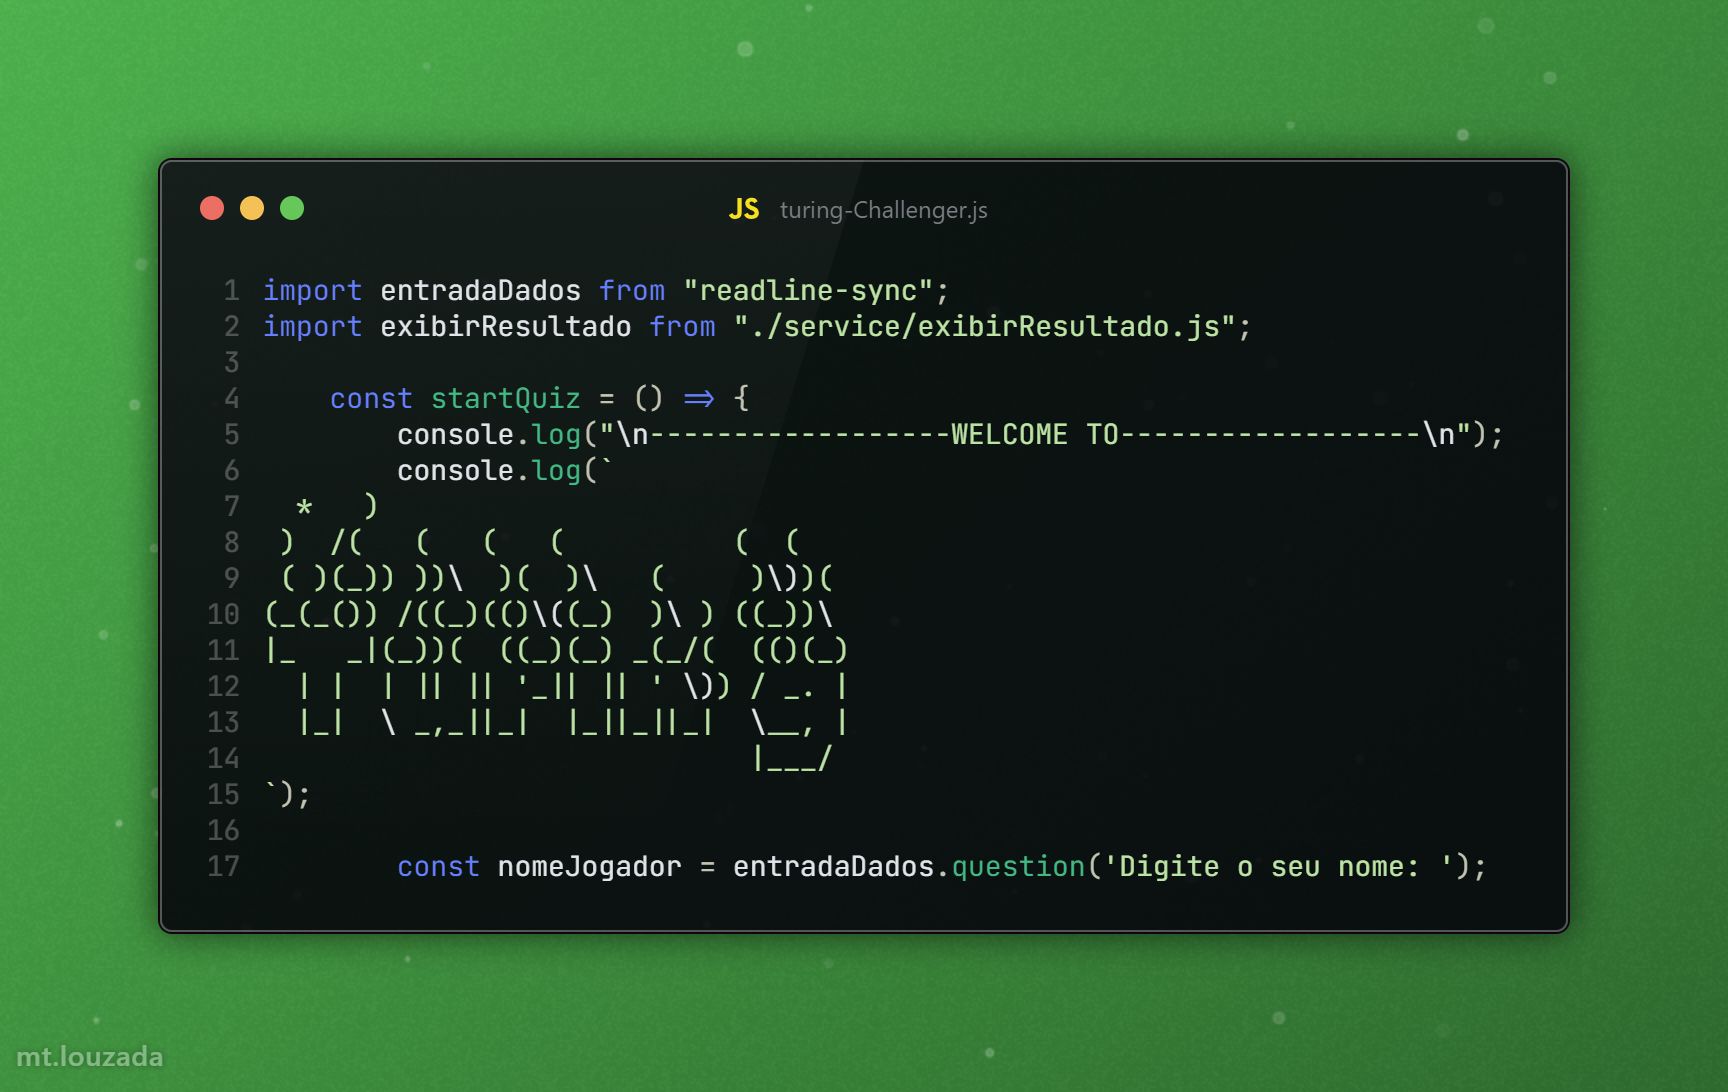 JS turing-Challenger.js
1 import entradaDados from "readline-sync";
2 import exibirResultado from "./service/exibirResultado.js";
3
4     const startQuiz = () => {
5         console.log("\n------------------WELCOME TO------------------\n");
6         console.log(`
7   *   )
8  )  /(   (   (   (          (  (
9  ( )(_)) ))\  )(  )\   (     )\))(
10 (_(_()) /((_)(()\((_)  )\ ) ((_))\
11 |_   _|(_))(  ((_)(_) _(_/(  (()(_)
12   | |  | || || '_|| || ' \)) / _. |
13   |_|  \ _,_||_|  |_||_||_|  \__, |
14                              |___/
15 `);
16
17         const nomeJogador = entradaDados.question('Digite o seu nome: ');
mt.louzada